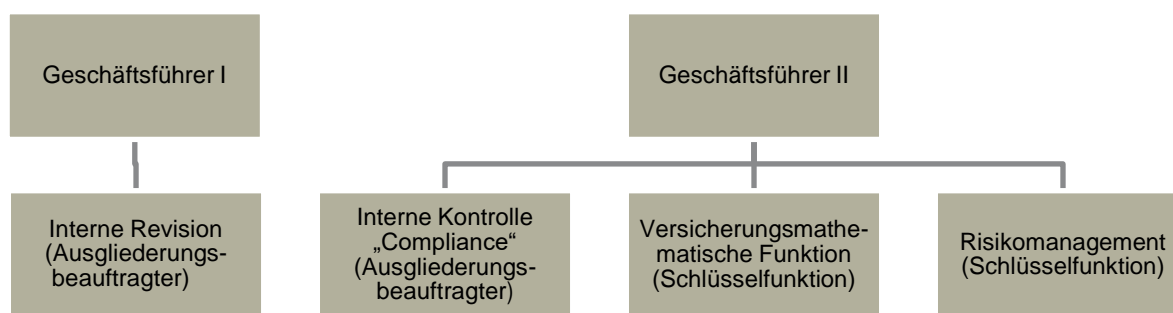 Geschäftsführer I
Geschäftsführer II
Interne Revision
(Ausgliederungs-
beauftragter)
Interne Kontrolle
„Compliance“
(Ausgliederungs-
beauftragter)
Versicherungsmathe-
matische Funktion
(Schlüsselfunktion)
Risikomanagement
(Schlüsselfunktion)